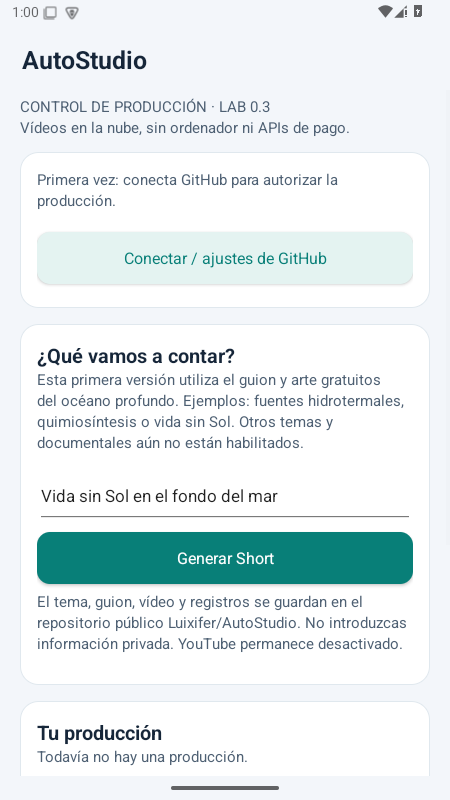 1:00
AutoStudio
CONTROL DE PRODUCCIÓN · LAB 0.3
Vídeos en la nube, sin ordenador ni APIs de pago.
Primera vez: conecta GitHub para autorizar la
producción.
Conectar / ajustes de GitHub
¿Qué vamos a contar?
Esta primera versión utiliza el guion y arte gratuitos
del océano profundo. Ejemplos: fuentes hidrotermales,
quimiosíntesis o vida sin Sol. Otros temas y
documentales aún no están habilitados.
Vida sin Sol en el fondo del mar
Generar Short
El tema, guion, vídeo y registros se guardan en el
repositorio público Luixifer/AutoStudio. No introduzcas
información privada. YouTube permanece desactivado.
Tu producción
Todavía no hay una producción.